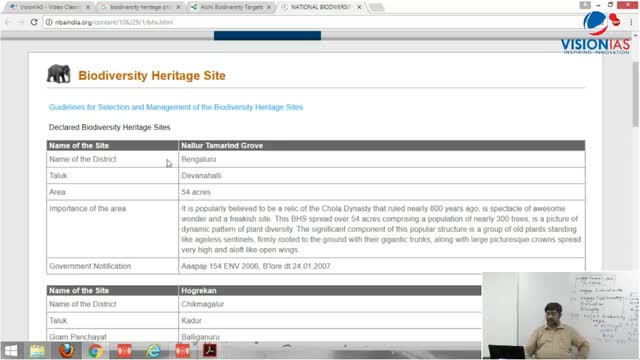 VisionIAS - Video Classr
biodiversity heritage site
Aichi Biodiversity Targets
NATIONAL BIODIVERSIT
nbaindia.org/content/106/29/1/bhs.html
VISIONIAS
INSPIRING INNOVATION
Biodiversity Heritage Site
Guidelines for Selection and Management of the Biodiversity Heritage Sites
Declared Biodiversity Heritage Sites
Name of the Site Nallur Tamarind Grove
Name of the District Bengaluru
Taluk Devanahalli
Area 54 acres
Importance of the area It is popularly believed to be a relic of the Chola Dynasty that ruled nearly 800 years ago, is spectacle of awesome
wonder and a freakish site. This BHS spread over 54 acres comprising a population of nearly 300 trees, is a picture of
dynamic pattern of plant diversity. The significant component of this popular structure is a group of old plants standing
like ageless sentinels, firmly rooted to the ground with their gigantic trunks, along with large picturesque crowns spread
very high and aloft like open wings.
Government Notification Aapaji 154 ENV 2006, B'lore dt:24.01.2007
Name of the Site Hogrekan
Name of the District Chikmagalur
Taluk Kadur
Gram Panchayat Balliganuru